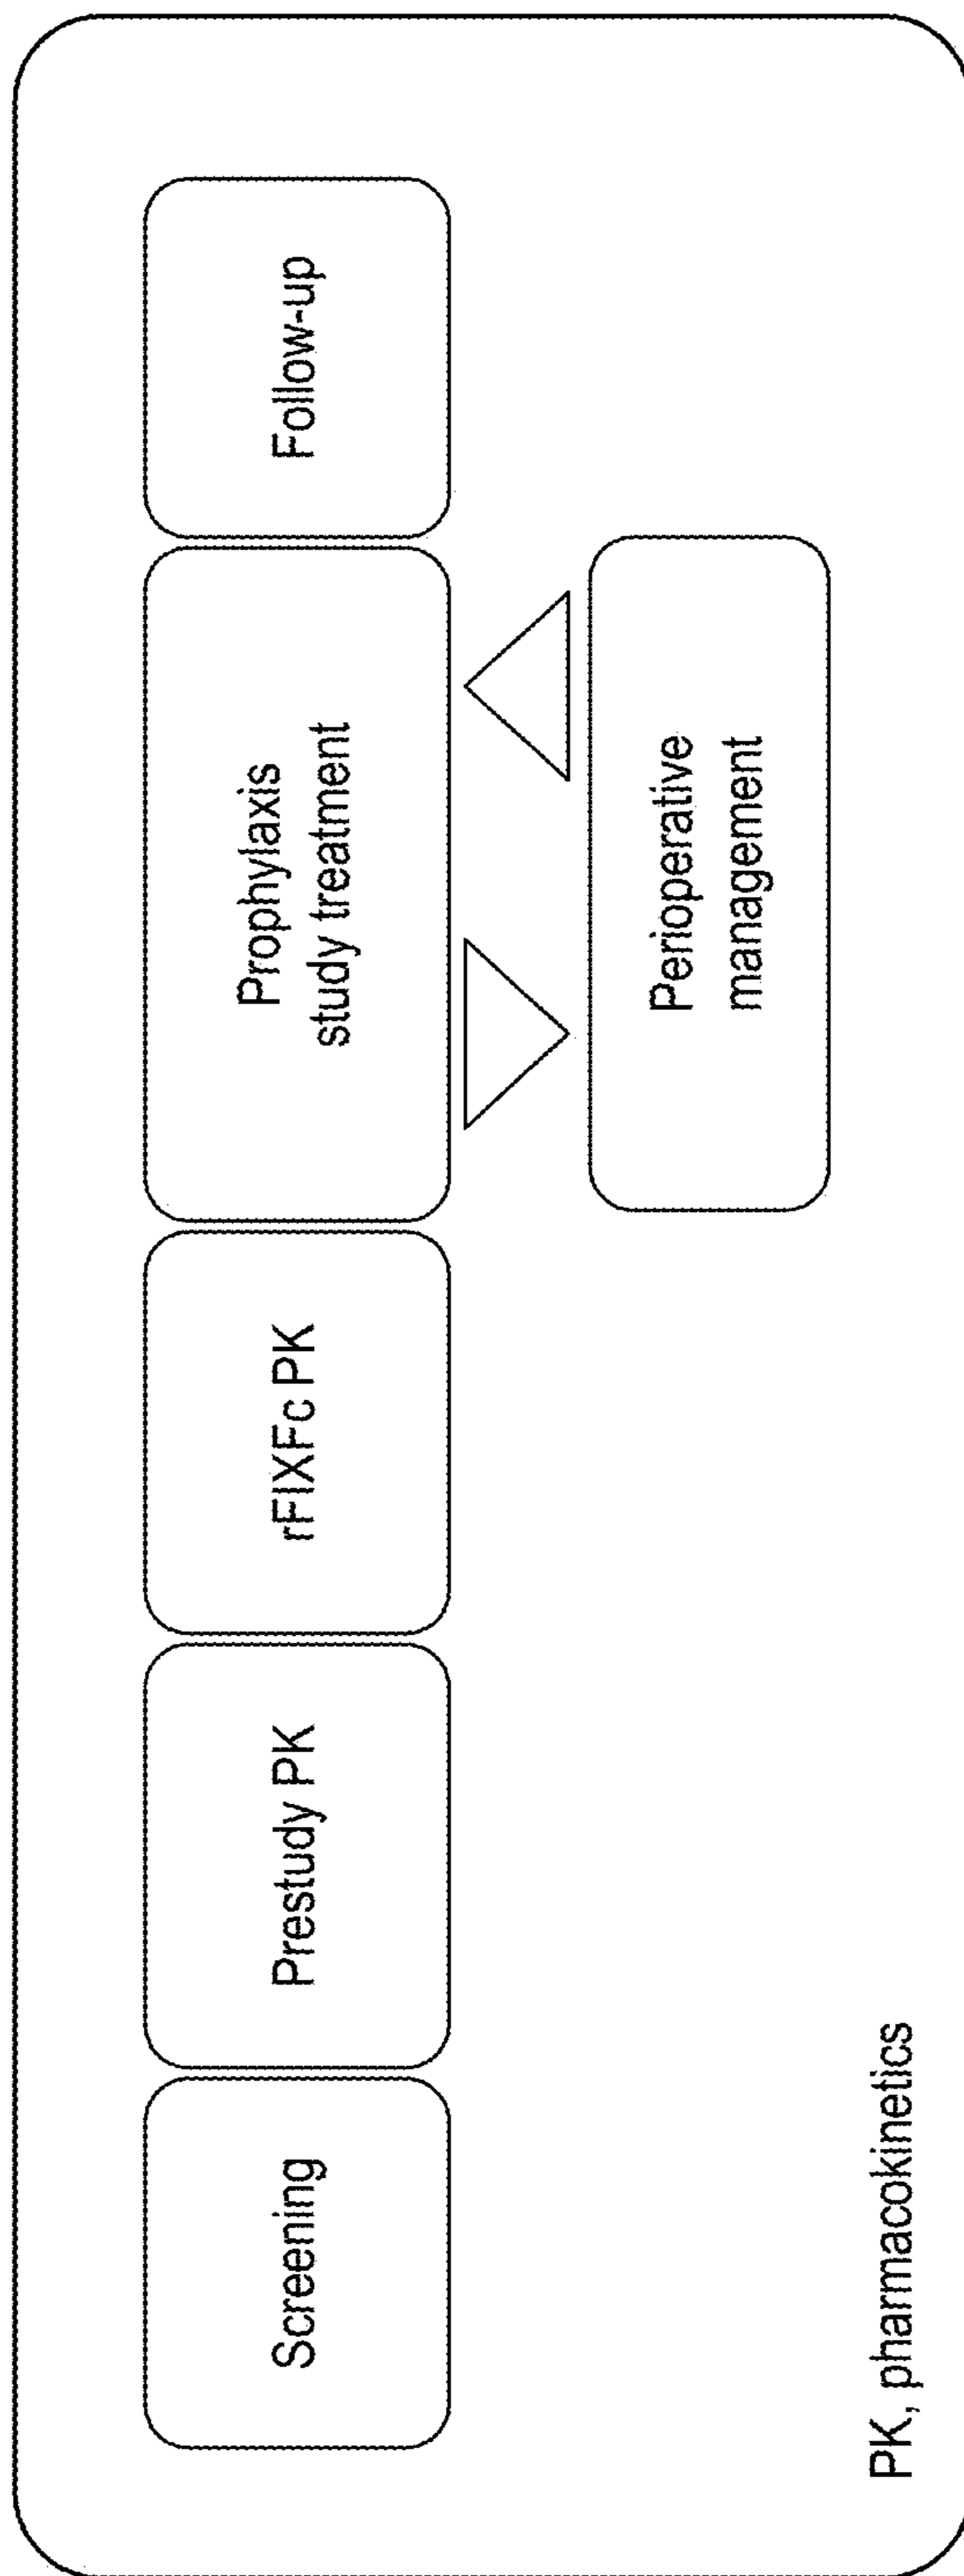 Screening
Prestudy PK
rFIXFc PK
Prophylaxis
study treatment
Follow-up
Perioperative
management
PK, pharmacokinetics